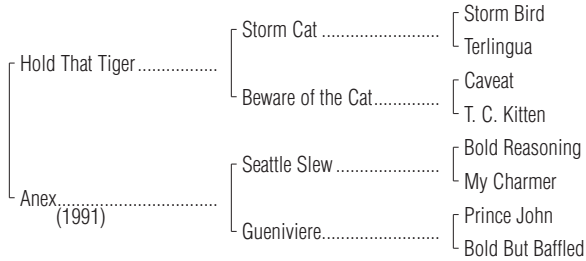 Storm Bird
Storm Cat
Terlingua
Hold That Tiger
Caveat
Beware of the Cat
T. C. Kitten
Bold Reasoning
Seattle Slew
My Charmer
Anex
(1991)
Prince John
Gueniviere
Bold But Baffled